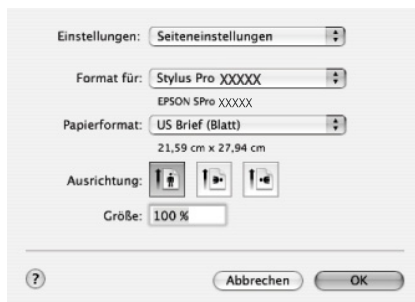 Einstellungen: Seiteneinstellungen
Format für: Stylus Pro XXXXX
EPSON SPro XXXXX
Papierformat: US Brief (Blatt)
21,59 cm x 27,94 cm
Ausrichtung:
Größe: 100 %
? Abbrechen OK